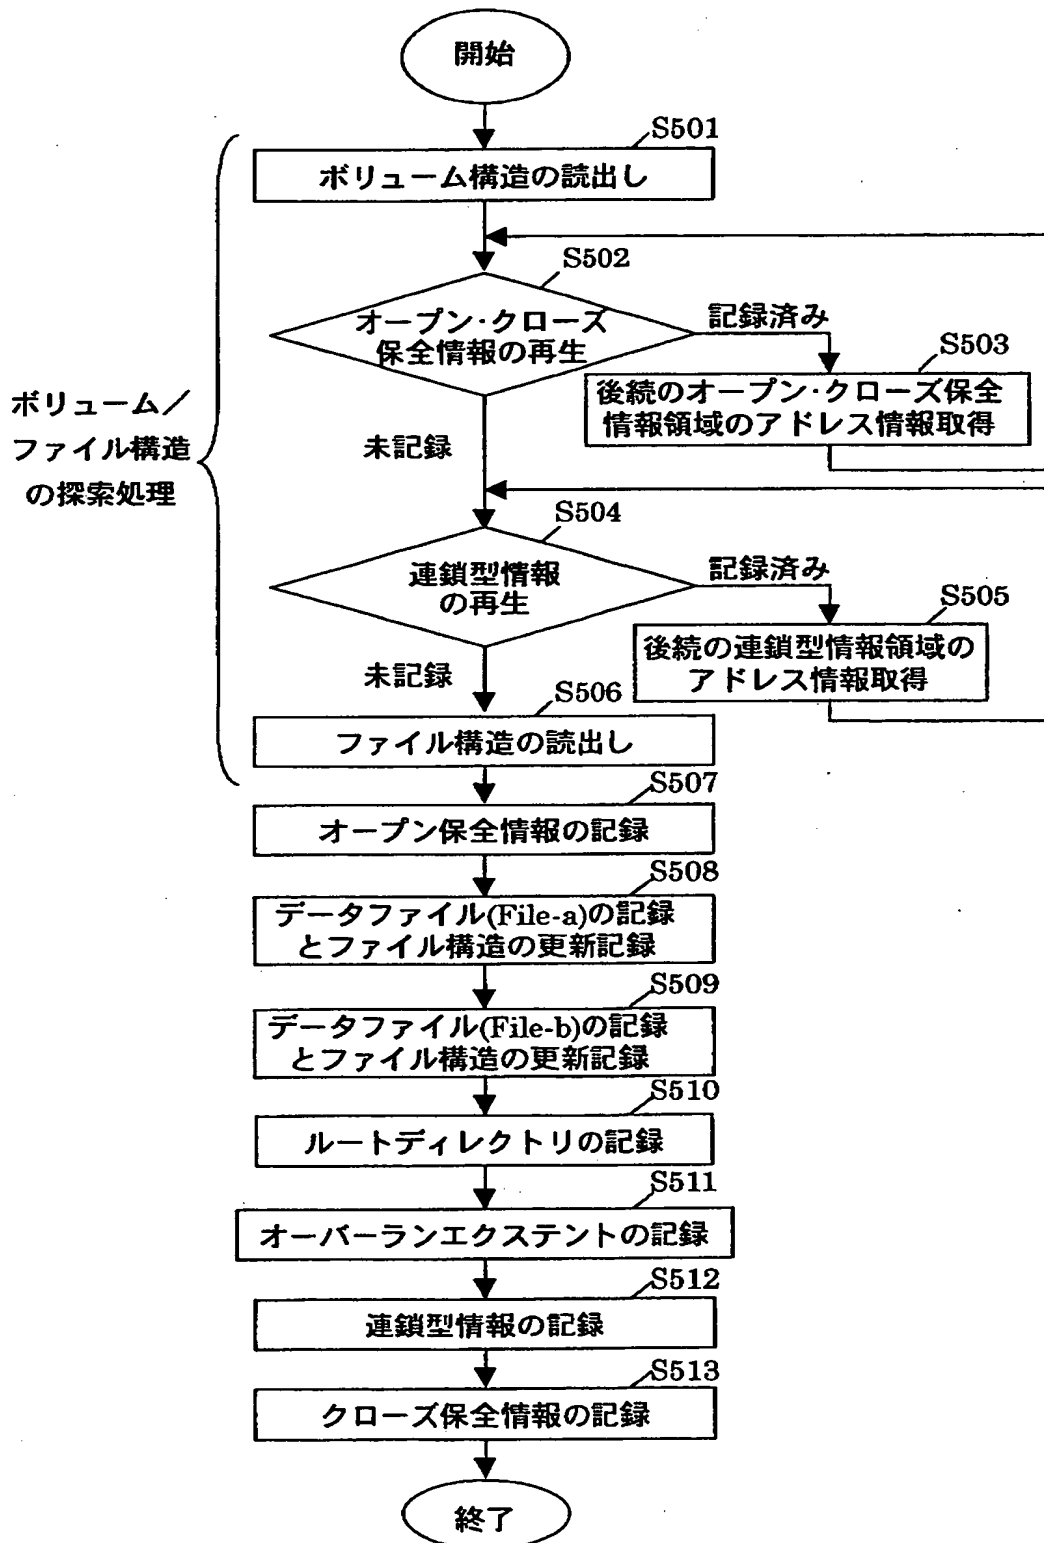 開始
S501
ボリューム構造の読出し
S502
オープン・クローズ
保全情報の再生
記録済み
S503
後続のオープン・クローズ保全
情報領域のアドレス情報取得
ボリューム／
ファイル構造
の探索処理
未記録
S504
連鎖型情報
の再生
記録済み
S505
後続の連鎖型情報領域の
アドレス情報取得
未記録
S506
ファイル構造の読出し
S507
オープン保全情報の記録
S508
データファイル(File-a)の記録
とファイル構造の更新記録
S509
データファイル(File-b)の記録
とファイル構造の更新記録
S510
ルートディレクトリの記録
S511
オーバーランエクステントの記録
S512
連鎖型情報の記録
S513
クローズ保全情報の記録
終了